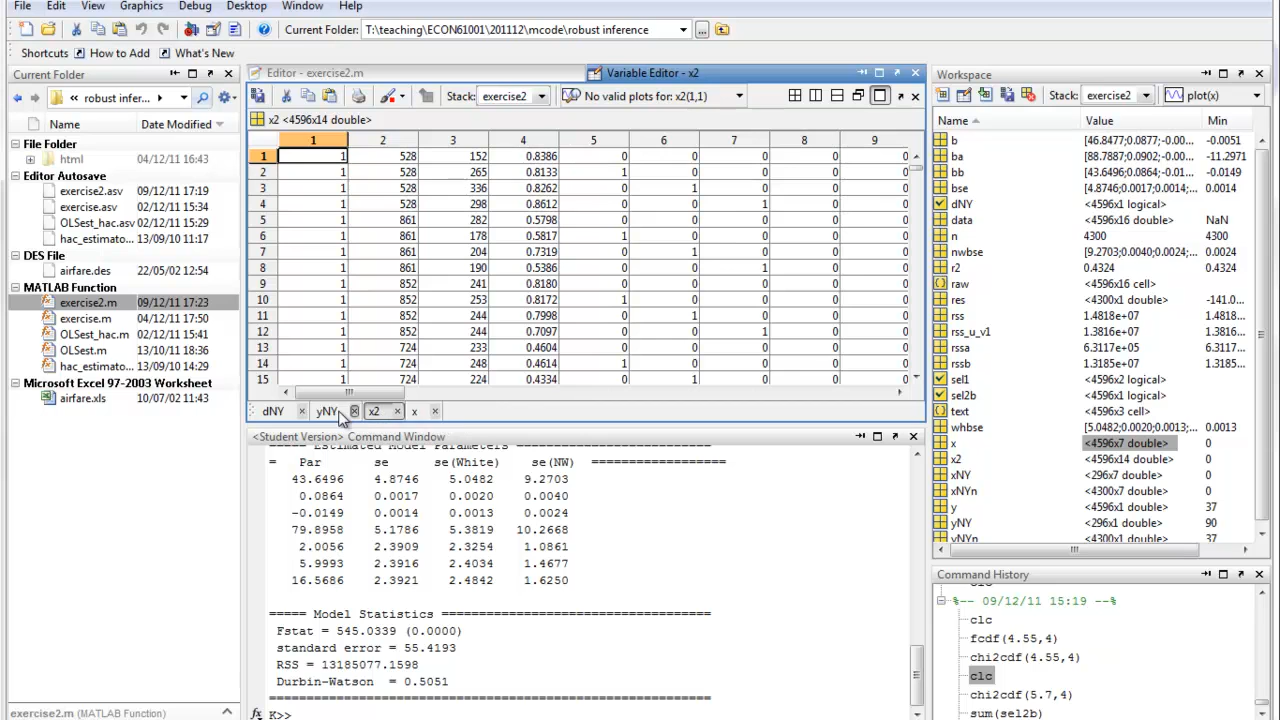 File Edit View Graphics Debug Desktop Window Help
Current Folder: T:\teaching\ECON61001\201112\mcode\robust inference
Shortcuts How to Add What's New
Current Folder
« robust infer... ▸
Name Date Modified
File Folder
html 04/12/11 16:43
Editor Autosave
exercise2.asv 09/12/11 17:19
exercise.asv 02/12/11 15:34
OLSest_hac.asv 02/12/11 15:29
hac_estimato... 13/09/10 11:17
DES File
airfare.des 22/05/02 12:54
MATLAB Function
exercise2.m 09/12/11 17:23
exercise.m 04/12/11 17:50
OLSest_hac.m 02/12/11 15:41
OLSest.m 13/10/11 18:36
hac_estimato... 13/09/10 14:29
Microsoft Excel 97-2003 Worksheet
airfare.xls 10/07/02 11:43
exercise2.m (MATLAB Function)
Editor - exercise2.m
Variable Editor - x2
Stack: exercise2 No valid plots for: x2(1,1)
x2 <4596x14 double>
1 2 3 4 5 6 7 8 9
1 1 528 152 0.8386 0 0 0 0 0
2 1 528 265 0.8133 1 0 0 0 0
3 1 528 336 0.8262 0 1 0 0 0
4 1 528 298 0.8612 0 0 1 0 0
5 1 861 282 0.5798 0 0 0 0 0
6 1 861 178 0.5817 1 0 0 0 0
7 1 861 204 0.7319 0 1 0 0 0
8 1 861 190 0.5386 0 0 1 0 0
9 1 852 241 0.8180 0 0 0 0 0
10 1 852 253 0.8172 1 0 0 0 0
11 1 852 244 0.7998 0 1 0 0 0
12 1 852 244 0.7097 0 0 1 0 0
13 1 724 233 0.4604 0 0 0 0 0
14 1 724 248 0.4614 1 0 0 0 0
15 1 724 224 0.4334 0 1 0 0 0
dNY yNY x2 x
<Student Version> Command Window
===== Estimated Model Parameters
= Par se se(White) se(NW) ==================
43.6496 4.8746 5.0482 9.2703
0.0864 0.0017 0.0020 0.0040
-0.0149 0.0014 0.0013 0.0024
79.8958 5.1786 5.3819 10.2668
2.0056 2.3909 2.3254 1.0861
5.9993 2.3916 2.4034 1.4677
16.5686 2.3921 2.4842 1.6250
===== Model Statistics ===================================
Fstat = 545.0339 (0.0000)
standard error = 55.4193
RSS = 13185077.1598
Durbin-Watson = 0.5051
fx K>>
Workspace
Stack: exercise2 plot(x)
Name Value Min
b [46.8477;0.0877;-0.00... -0.0051
ba [88.7887;0.0902;-0.00... -11.2971
bb [43.6496;0.0864;-0.01... -0.0149
bse [4.8746;0.0017;0.0014;... 0.0014
dNY <4596x1 logical>
data <4596x16 double> NaN
n 4300 4300
nwbse [9.2703;0.0040;0.0024;... 0.0024
r2 0.4324 0.4324
raw <4596x16 cell>
res <4300x1 double> -141.0...
rss 1.4818e+07 1.4818...
rss_u_v1 1.3816e+07 1.3816...
rssa 6.3117e+05 6.3117...
rssb 1.3185e+07 1.3185...
sel1 <4596x2 logical>
sel2b <4596x1 logical>
text <4596x3 cell>
whbse [5.0482;0.0020;0.0013;... 0.0013
x <4596x7 double> 0
x2 <4596x14 double> 0
xNY <296x7 double> 0
xNYn <4300x7 double> 0
y <4596x1 double> 37
yNY <296x1 double> 90
yNYn <4300x1 double> 37
Command History
clc
%-- 09/12/11 15:19 --%
clc
fcdf(4.55,4)
chi2cdf(4.55,4)
clc
chi2cdf(5.7,4)
sum(sel2b)